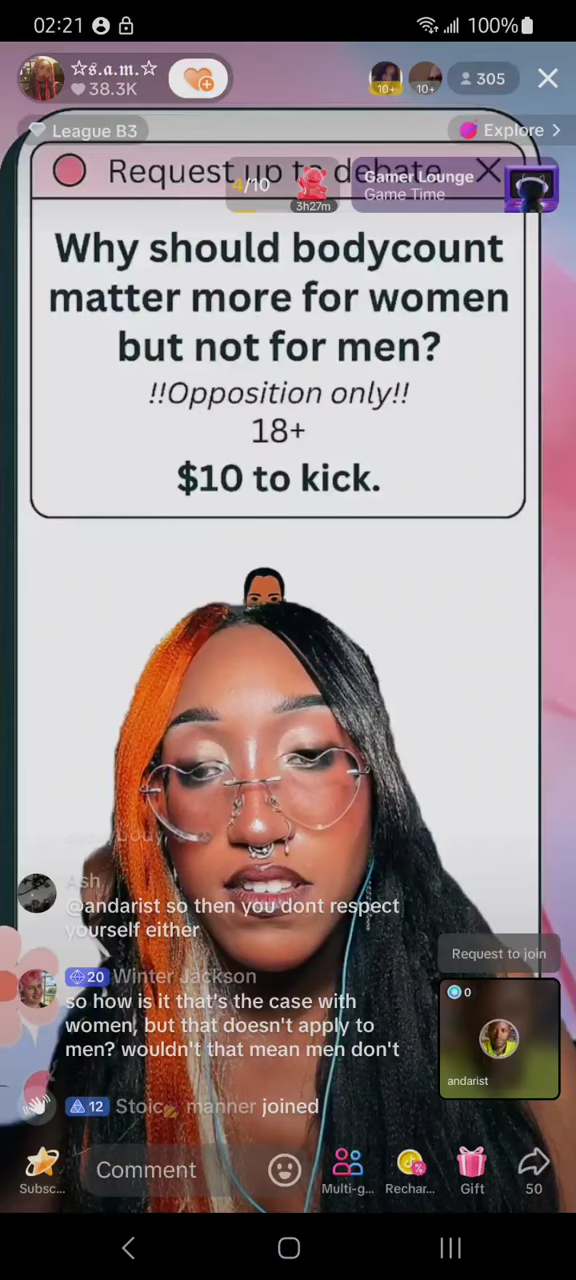 02:21
100%
☆𝖘.𝖆.𝖒.☆
38.3K
10+
10+
305
League B3
Explore >
Request up to debate
4/10
3h27m
Gamer Lounge
Game Time
Why should bodycount
matter more for women
but not for men?
!!Opposition only!!
18+
$10 to kick.
Ash
@andarist so then you dont respect
yourself either
20 Winter Jackson
so how is it that's the case with
women, but that doesn't apply to
men? wouldn't that mean men don't
12 Stoic manner joined
Request to join
0
andarist
Comment
Subsc...
Multi-g...
Rechar...
Gift
50